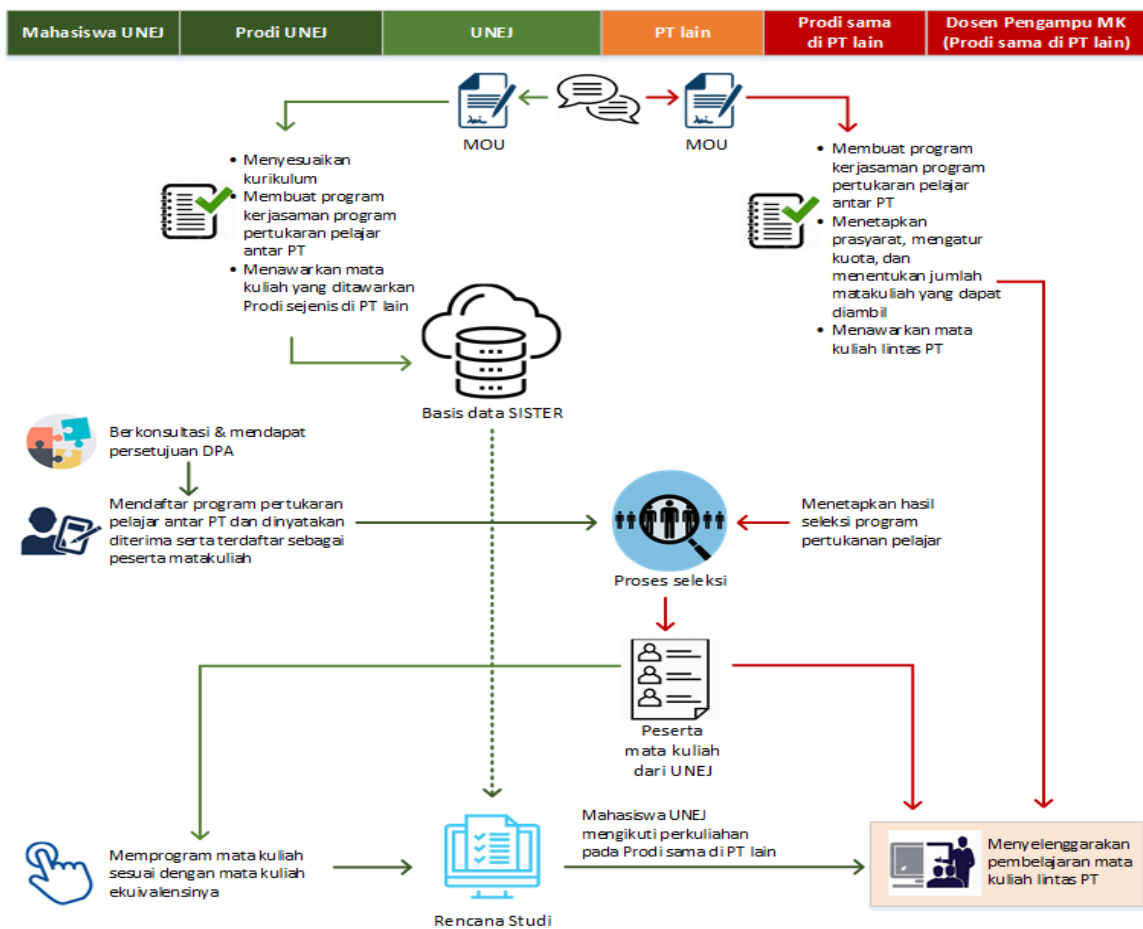 Mahasiswa UNEJ
Prodi UNEJ
UNEJ
PT lain
Prodi sama
di PT lain
Dosen Pengampu MK
(Prodi sama di PT lain)
MOU
MOU
• Menyesuaikan
kurikulum
• Membuat program
kerjasaman program
pertukaran pelajar
antar PT
• Menawarkan mata
kuliah yang ditawarkan
Prodi sejenis di PT lain
• Membuat program
kerjasaman program
pertukaran pelajar
antar PT
• Menetapkan
prasyarat, mengatur
kuota, dan
menentukan jumlah
matakuliah yang dapat
diambil
• Menawarkan mata
kuliah lintas PT
Basis data SISTER
Berkonsultasi & mendapat
persetujuan DPA
Mendaftar program pertukaran
pelajar antar PT dan dinyatakan
diterima serta terdaftar sebagai
peserta matakuliah
Menetapkan hasil
seleksi program
pertukanan pelajar
Proses seleksi
Peserta
mata kuliah
dari UNEJ
Memprogram mata kuliah
sesuai dengan mata kuliah
ekuivalensinya
Mahasiswa UNEJ
mengikuti perkuliahan
pada Prodi sama di PT lain
Menyelenggarakan
pembelajaran mata
kuliah lintas PT
Rencana Studi